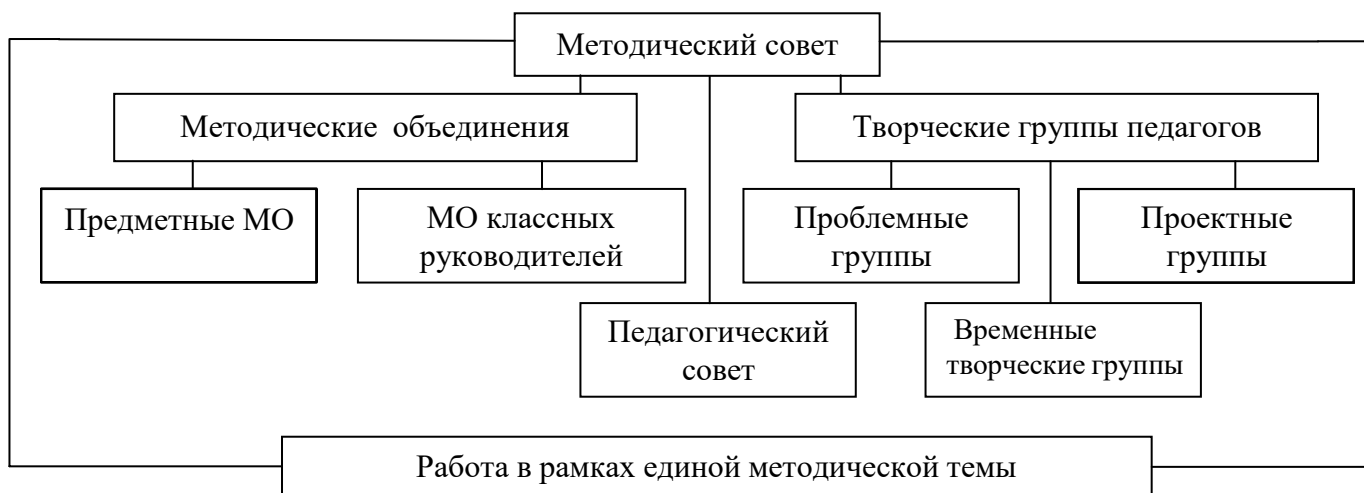 Методический совет
Методические объединения
Творческие группы педагогов
Предметные МО
МО классных
руководителей
Проблемные
группы
Проектные
группы
Педагогический
совет
Временные
творческие группы
Работа в рамках единой методической темы